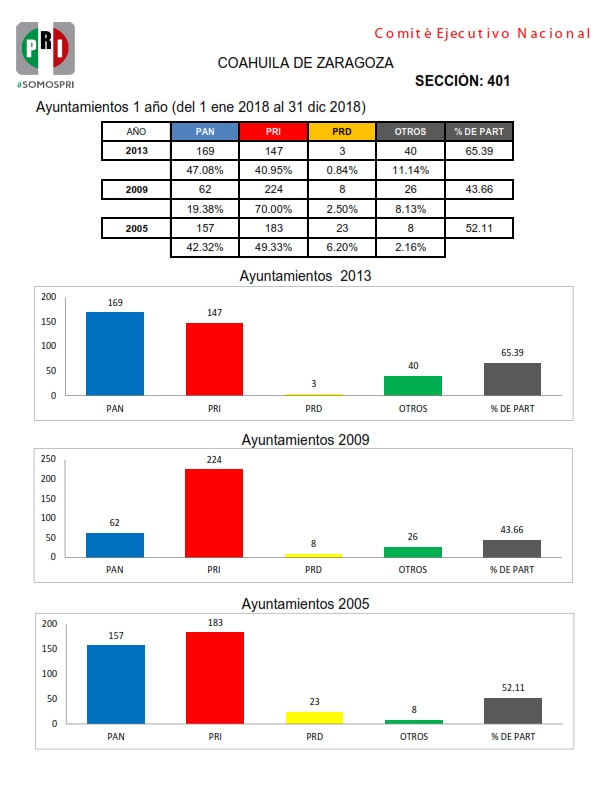 Comité Ejecutivo Nacional
PRI
#SOMOSPRI
COAHUILA DE ZARAGOZA
SECCIÓN: 401
Ayuntamientos 1 año (del 1 ene 2018 al 31 dic 2018)
AÑO PAN PRI PRD OTROS % DE PART
2013 169 147 3 40 65.39
47.08% 40.95% 0.84% 11.14%
2009 62 224 8 26 43.66
19.38% 70.00% 2.50% 8.13%
2005 157 183 23 8 52.11
42.32% 49.33% 6.20% 2.16%
Ayuntamientos 2013
200
150
100
50
0
169 147 3 40 65.39
PAN PRI PRD OTROS % DE PART
Ayuntamientos 2009
250
200
150
100
50
0
62 224 8 26 43.66
PAN PRI PRD OTROS % DE PART
Ayuntamientos 2005
200
150
100
50
0
157 183 23 8 52.11
PAN PRI PRD OTROS % DE PART